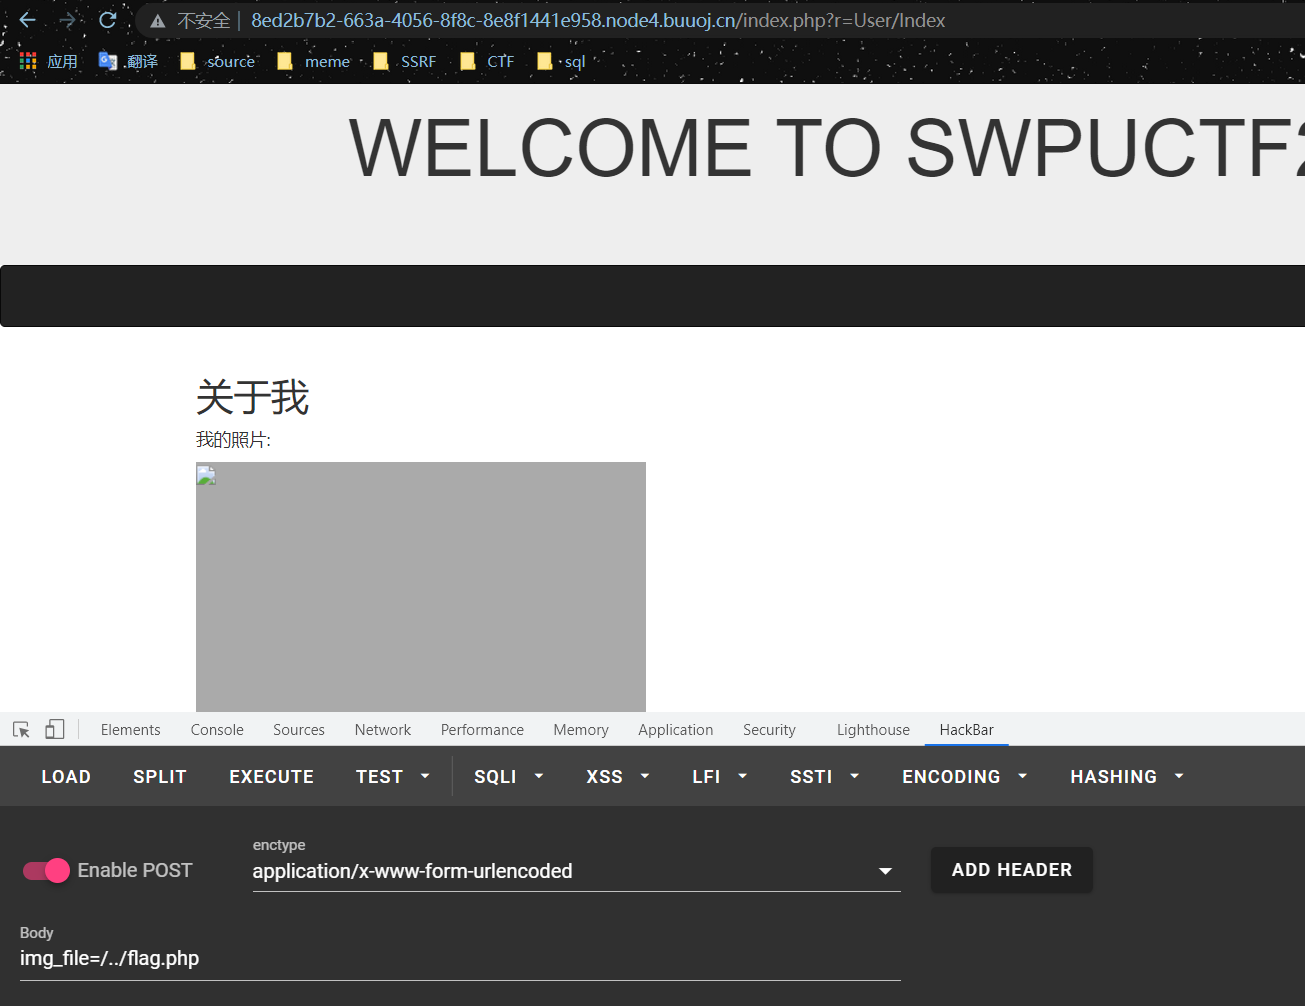 不安全 | 8ed2b7b2-663a-4056-8f8c-8e8f1441e958.node4.buuoj.cn/index.php?r=User/Index
应用 翻译 source meme SSRF CTF sql
WELCOME TO SWPUCTF2
关于我
我的照片:
Elements Console Sources Network Performance Memory Application Security Lighthouse HackBar
LOAD SPLIT EXECUTE TEST SQLI XSS LFI SSTI ENCODING HASHING
enctype
Enable POST application/x-www-form-urlencoded ADD HEADER
Body
img_file=/../flag.php